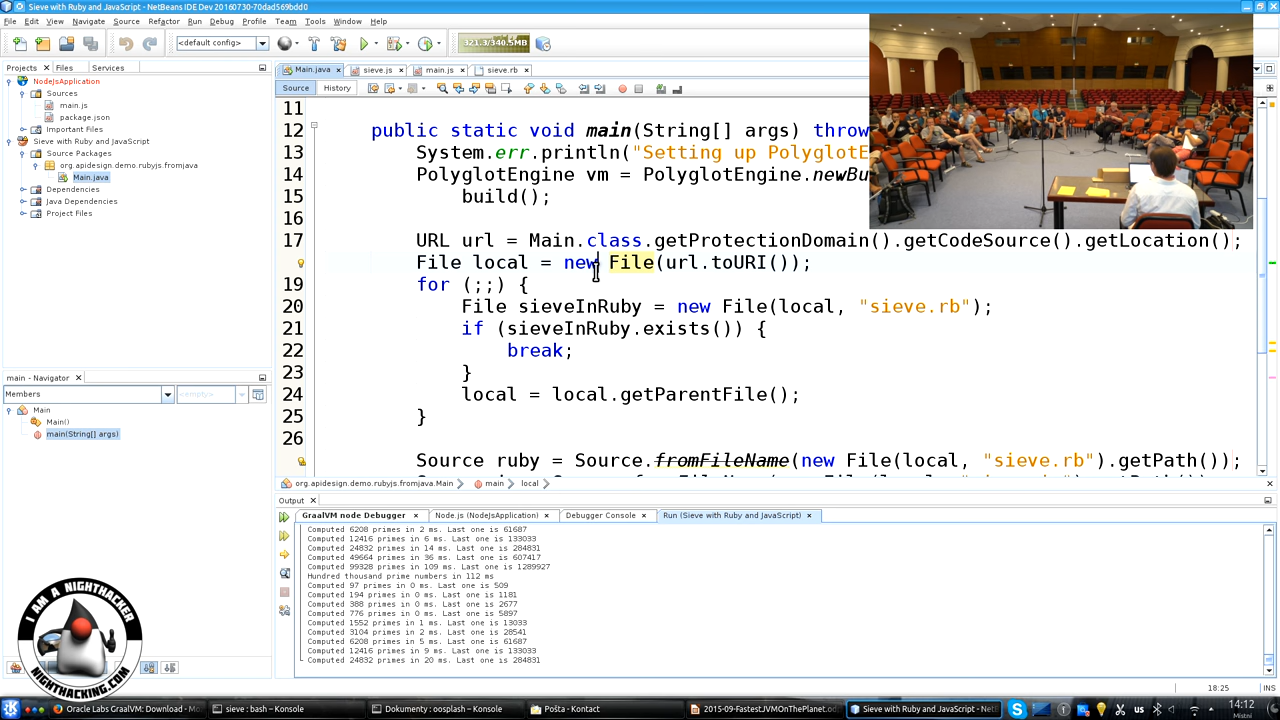 Sieve with Ruby and JavaScript - NetBeans IDE Dev 20160730-70dad569bdd0
File Edit View Navigate Source Refactor Run Debug Profile Team Tools Window Help
<default config> 321.3/340.5MB
Projects Files Services
NodeJsApplication
Sources
main.js
package.json
Important Files
Sieve with Ruby and JavaScript
Source Packages
org.apidesign.demo.rubyjs.fromjava
Main.java
Dependencies
Java Dependencies
Project Files
main - Navigator
Members <empty>
Main
Main()
main(String[] args)
Main.java sieve.js main.js sieve.rb
Source History
11
12 public static void main(String[] args) throw
13 System.err.println("Setting up PolyglotE
14 PolyglotEngine vm = PolyglotEngine.newBu
15 build();
16
17 URL url = Main.class.getProtectionDomain().getCodeSource().getLocation();
File local = new File(url.toURI());
19 for (;;) {
20 File sieveInRuby = new File(local, "sieve.rb");
21 if (sieveInRuby.exists()) {
22 break;
23 }
24 local = local.getParentFile();
25 }
26
Source ruby = Source.fromFileName(new File(local, "sieve.rb").getPath());
org.apidesign.demo.rubyjs.fromjava.Main main local
Output
GraalVM node Debugger Node.js (NodeJsApplication) Debugger Console Run (Sieve with Ruby and JavaScript)
Computed 6208 primes in 2 ms. Last one is 61687
Computed 12416 primes in 6 ms. Last one is 133033
Computed 24832 primes in 14 ms. Last one is 284831
Computed 49664 primes in 36 ms. Last one is 607417
Computed 99328 primes in 109 ms. Last one is 1289927
Hundred thousand prime numbers in 112 ms
Computed 97 primes in 0 ms. Last one is 509
Computed 194 primes in 0 ms. Last one is 1181
Computed 388 primes in 0 ms. Last one is 2677
Computed 776 primes in 0 ms. Last one is 5897
Computed 1552 primes in 1 ms. Last one is 13033
Computed 3104 primes in 2 ms. Last one is 28541
Computed 6208 primes in 5 ms. Last one is 61687
Computed 12416 primes in 9 ms. Last one is 133033
Computed 24832 primes in 20 ms. Last one is 284831
I AM A NIGHTHACKER
NIGHTHACKING.COM
18:25 INS
Oracle Labs GraalVM: Download - Mo sieve : bash – Konsole Dokumenty : oosplash – Konsole Pošta - Kontact 2015-09-FastestJVMOnThePlanet.od Sieve with Ruby and JavaScript - NetB 14:12
Místní